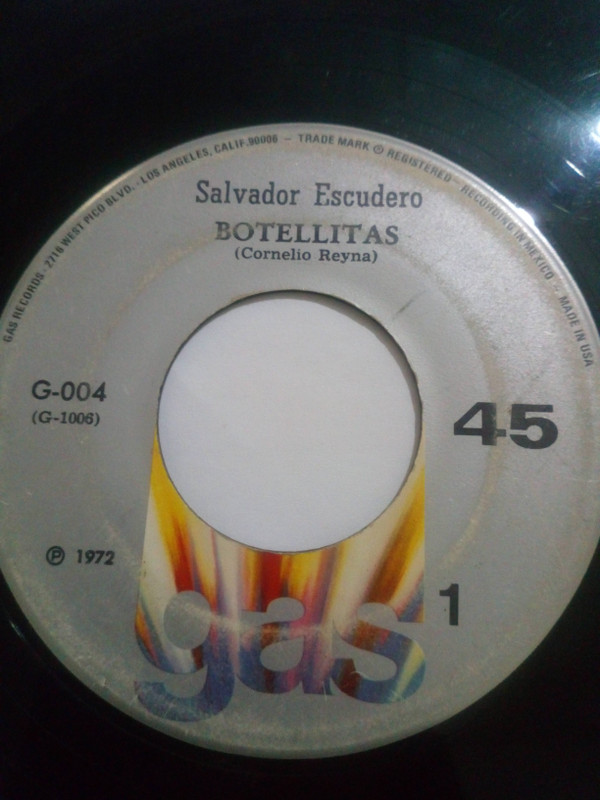 GAS RECORDS - 2716 WEST PICO BLVD. - LOS ANGELES, CALIF. 90006 - TRADE MARK ® REGISTERED - RECORDING IN MEXICO - MADE IN USA
Salvador Escudero
BOTELLITAS
(Cornelio Reyna)
G-004
(G-1006)
45
℗ 1972
1
gas